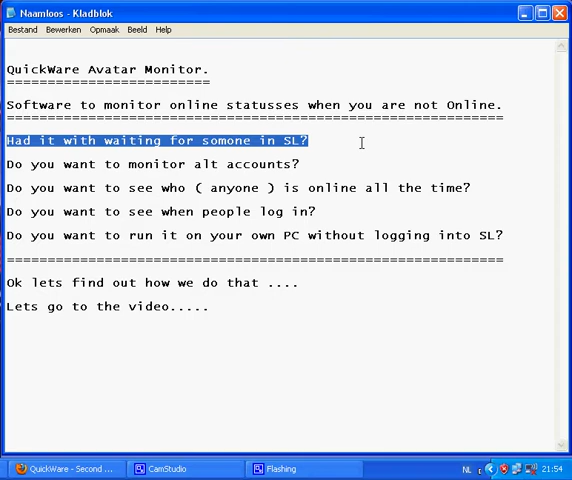 Naamloos - Kladblok
Bestand Bewerken Opmaak Beeld Help
QuickWare Avatar Monitor.
===========================
Software to monitor online statusses when you are not Online.
==================================================================
Had it with waiting for somone in SL?
Do you want to monitor alt accounts?
Do you want to see who ( anyone ) is online all the time?
Do you want to see when people log in?
Do you want to run it on your own PC without logging into SL?
==================================================================
Ok lets find out how we do that ....
Lets go to the video.....
QuickWare - Second ... CamStudio Flashing NL 21:54